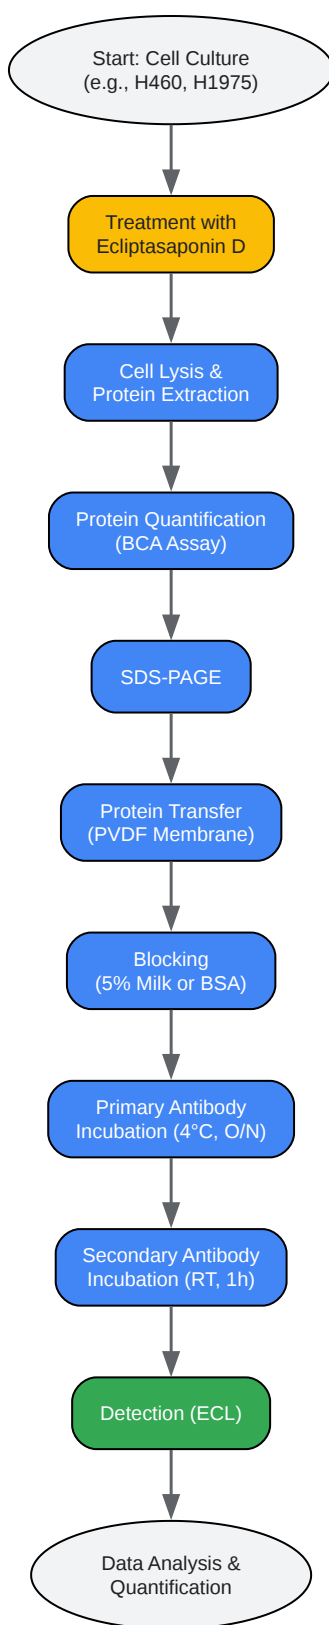 Start: Cell Culture
(e.g., H460, H1975)
Treatment with
Ecliptasaponin D
Cell Lysis &
Protein Extraction
Protein Quantification
(BCA Assay)
SDS-PAGE
Protein Transfer
(PVDF Membrane)
Blocking
(5% Milk or BSA)
Primary Antibody
Incubation (4°C, O/N)
Secondary Antibody
Incubation (RT, 1h)
Detection (ECL)
Data Analysis &
Quantification